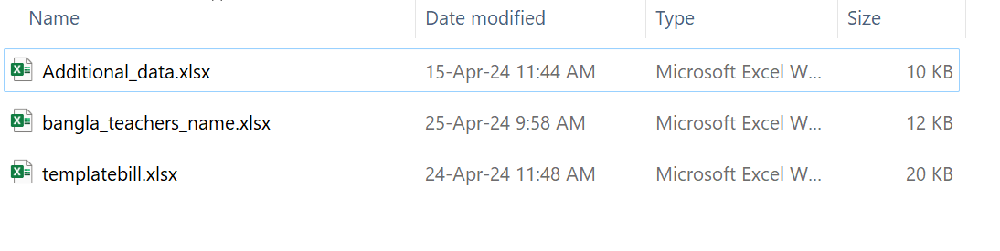 Name Date modified Type Size
Additional_data.xlsx 15-Apr-24 11:44 AM Microsoft Excel W... 10 KB
bangla_teachers_name.xlsx 25-Apr-24 9:58 AM Microsoft Excel W... 12 KB
templatebill.xlsx 24-Apr-24 11:48 AM Microsoft Excel W... 20 KB